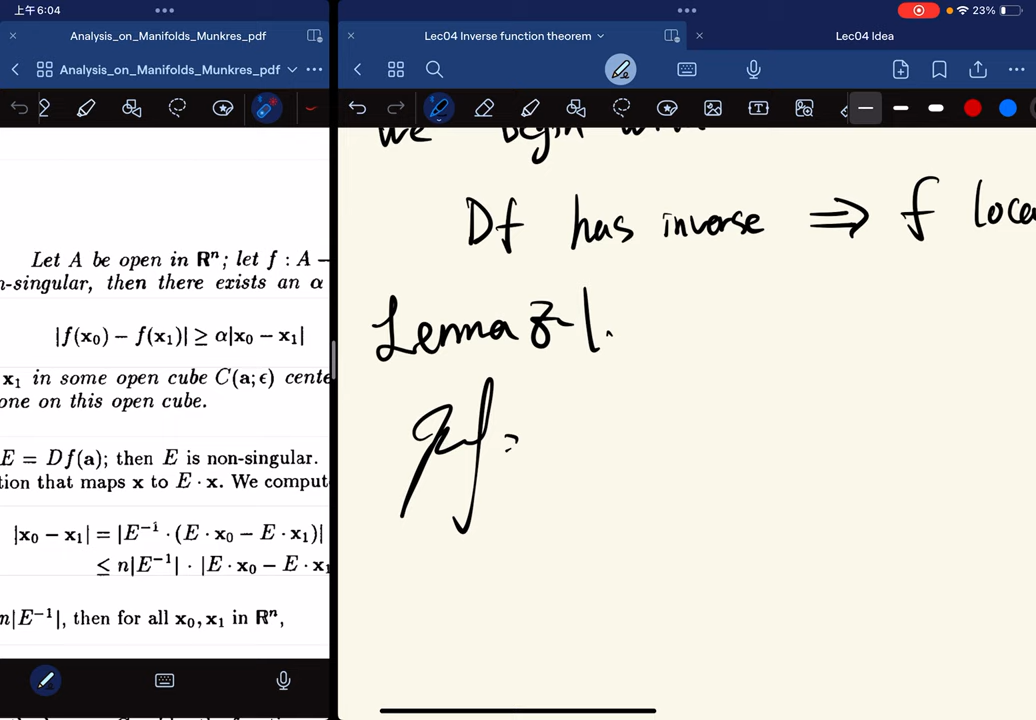 上午6:04
23%
Analysis_on_Manifolds_Munkres_pdf
Lec04 Inverse function theorem
Lec04 Idea
Analysis_on_Manifolds_Munkres_pdf
we begin
Df has inverse ⇒ f loca
Lemma 8-1.
pf:
Let A be open in Rⁿ; let f : A –
n-singular, then there exists an α
|f(x₀) − f(x₁)| ≥ α|x₀ − x₁|
x₁ in some open cube C(a; ϵ) cente
one on this open cube.
E = Df(a); then E is non-singular.
tion that maps x to E · x. We comput
|x₀ − x₁| = |E⁻¹ · (E · x₀ − E · x₁)|
≤ n|E⁻¹| · |E · x₀ − E · x₁
n|E⁻¹|, then for all x₀, x₁ in Rⁿ,